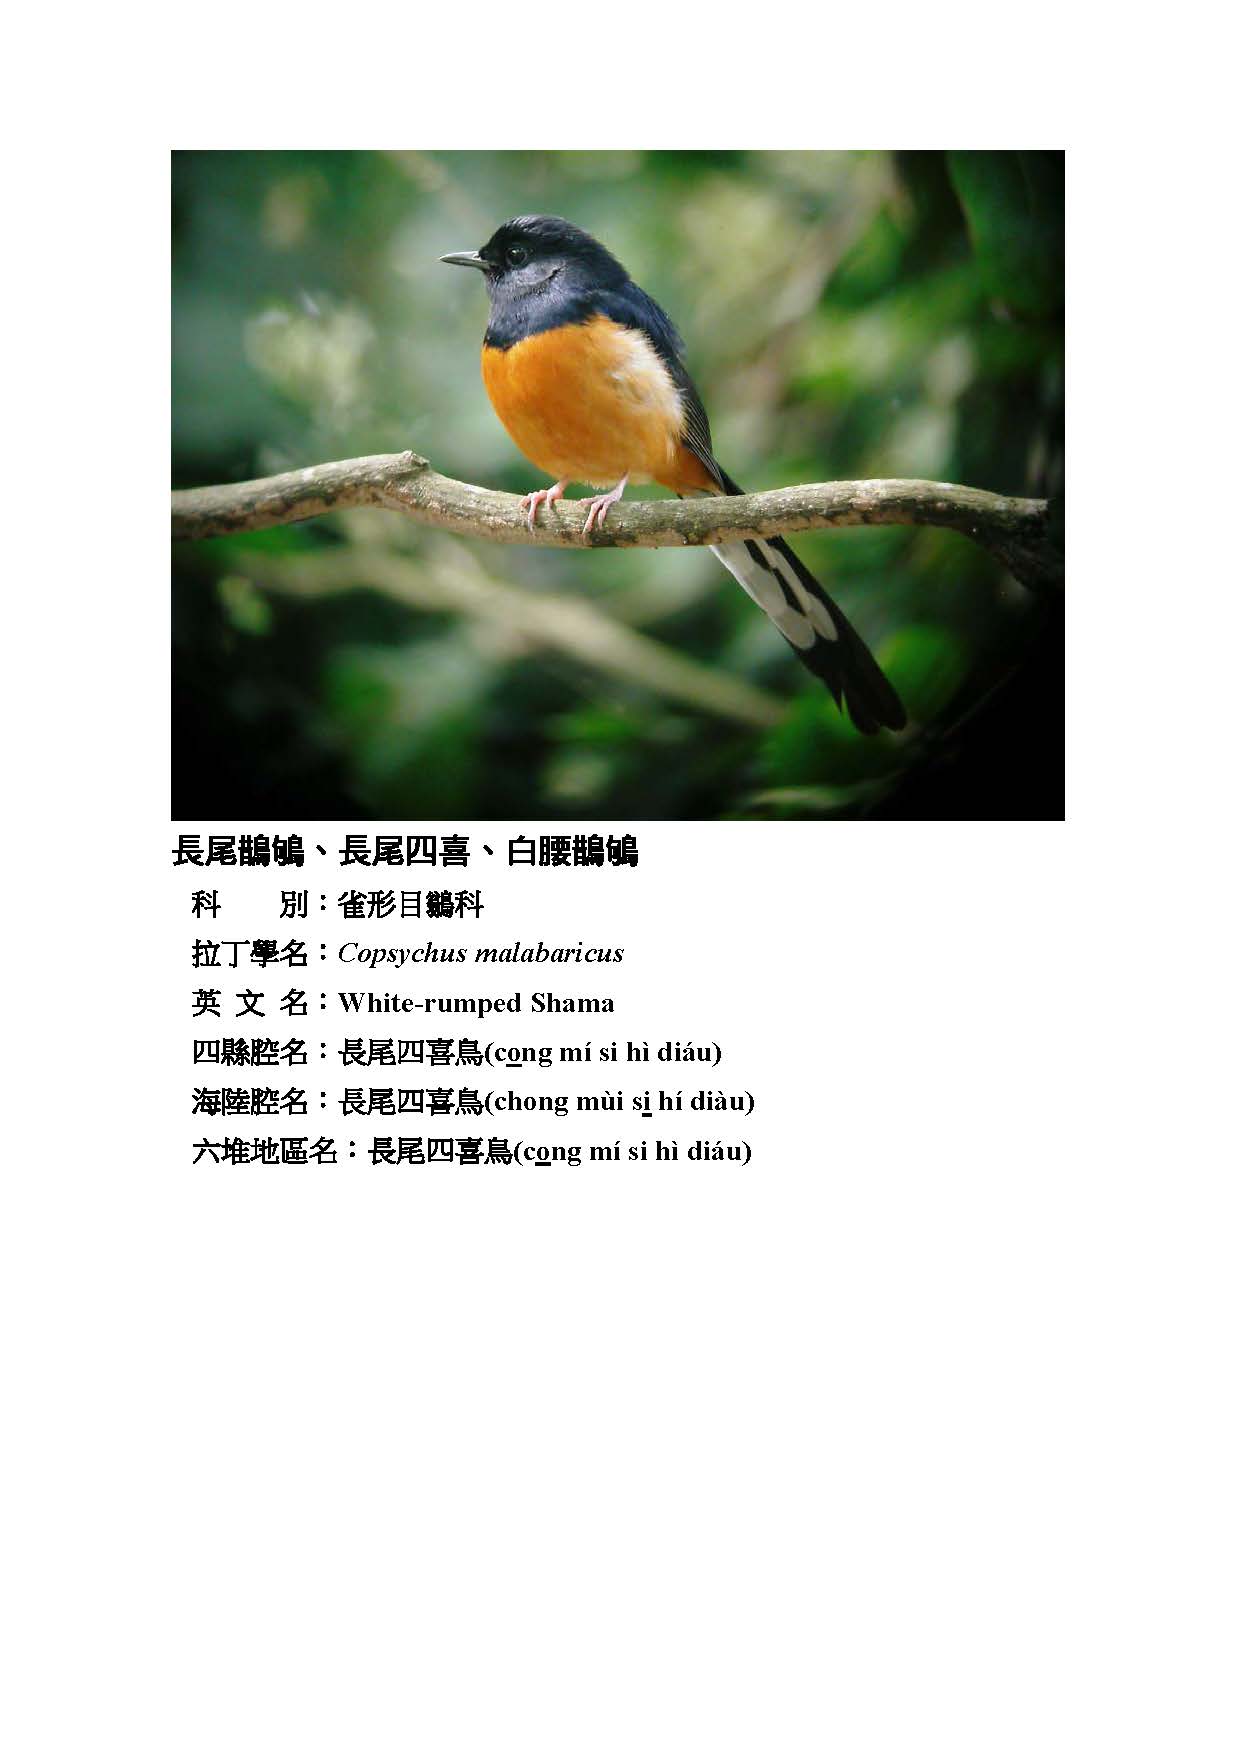 長尾鵲鴝、長尾四喜、白腰鵲鴝
科　　別：雀形目鶲科
拉丁學名：Copsychus malabaricus
英 文 名：White-rumped Shama
四縣腔名：長尾四喜鳥(cong mí si hì diáu)
海陸腔名：長尾四喜鳥(chong mùi si hí diàu)
六堆地區名：長尾四喜鳥(cong mí si hì diáu)